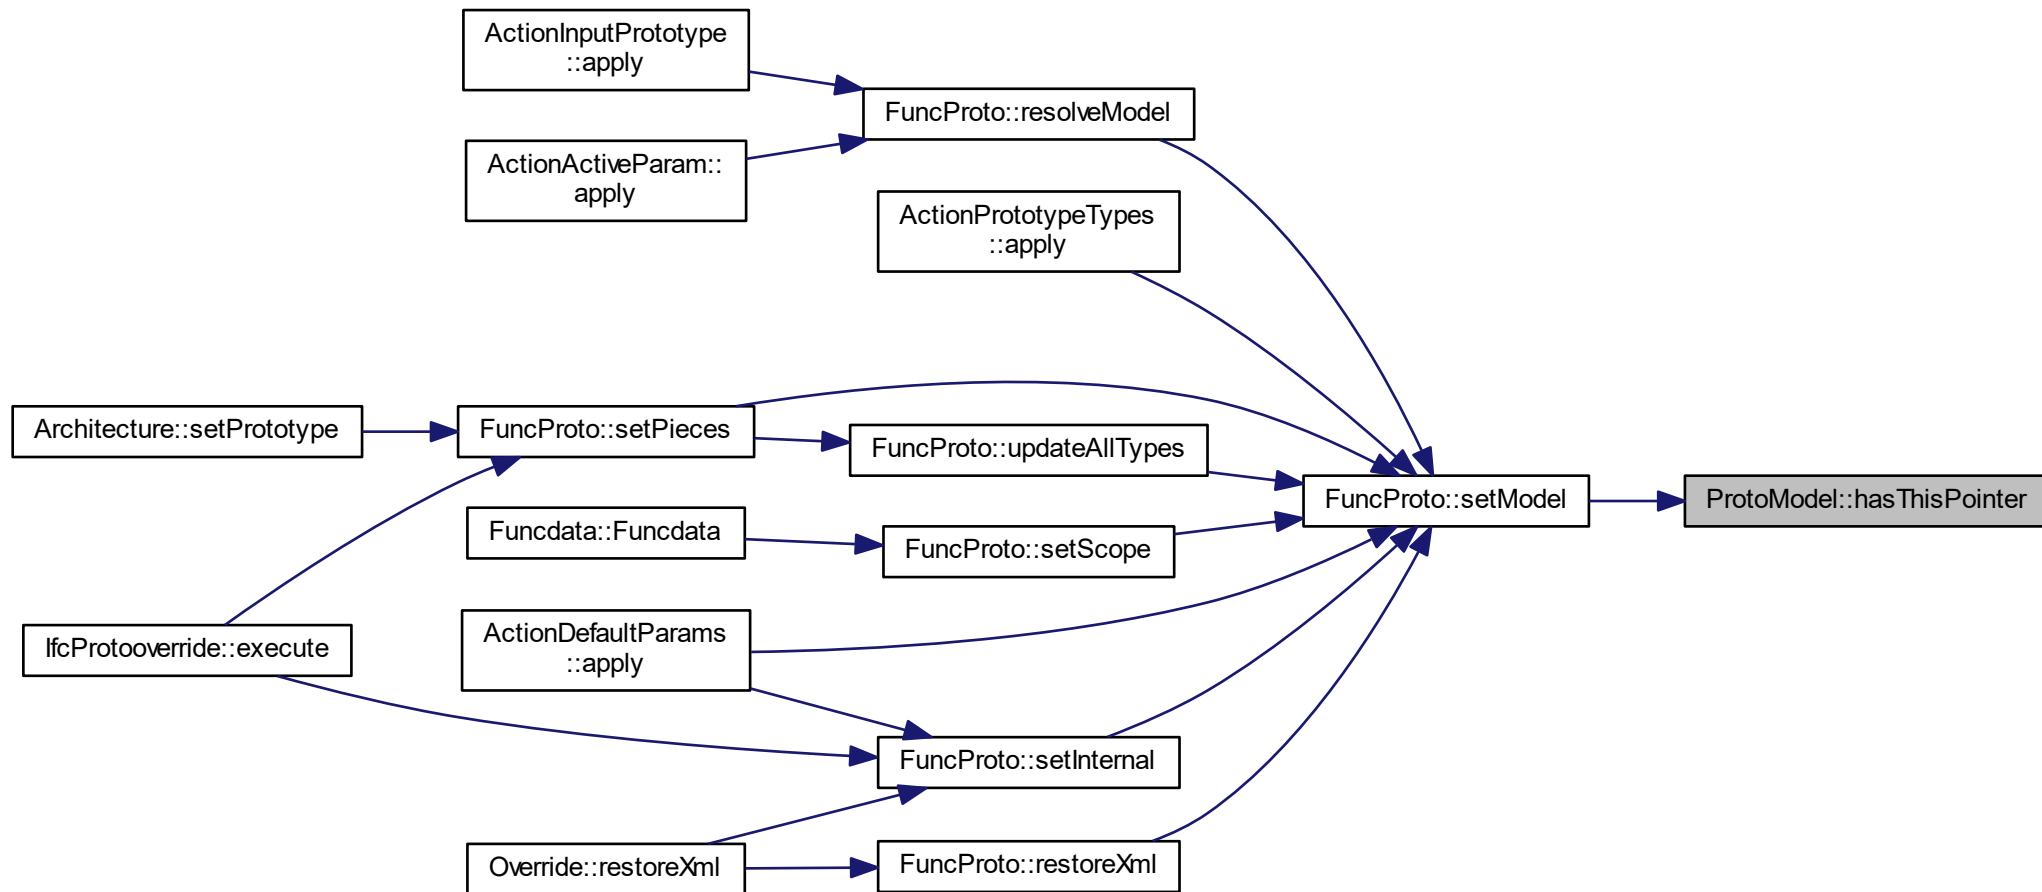 ActionInputPrototype
::apply
FuncProto::resolveModel
ActionActiveParam::
apply
ActionPrototypeTypes
::apply
Architecture::setPrototype
FuncProto::setPieces
FuncProto::updateAllTypes
FuncProto::setModel
ProtoModel::hasThisPointer
Funcdata::Funcdata
FuncProto::setScope
IfcProtooverride::execute
ActionDefaultParams
::apply
FuncProto::setInternal
Override::restoreXml
FuncProto::restoreXml